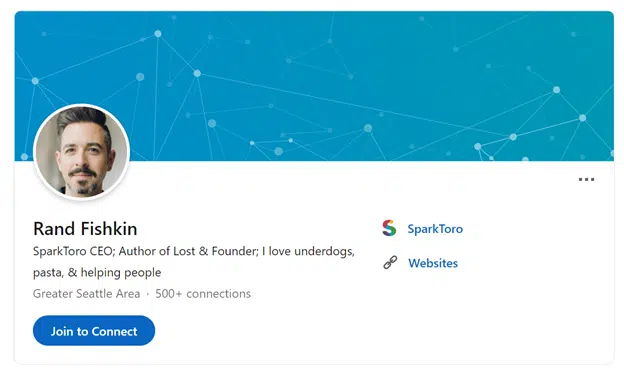 Rand Fishkin
SparkToro CEO; Author of Lost & Founder; I love underdogs,
pasta, & helping people
Greater Seattle Area · 500+ connections
Join to Connect
SparkToro
Websites